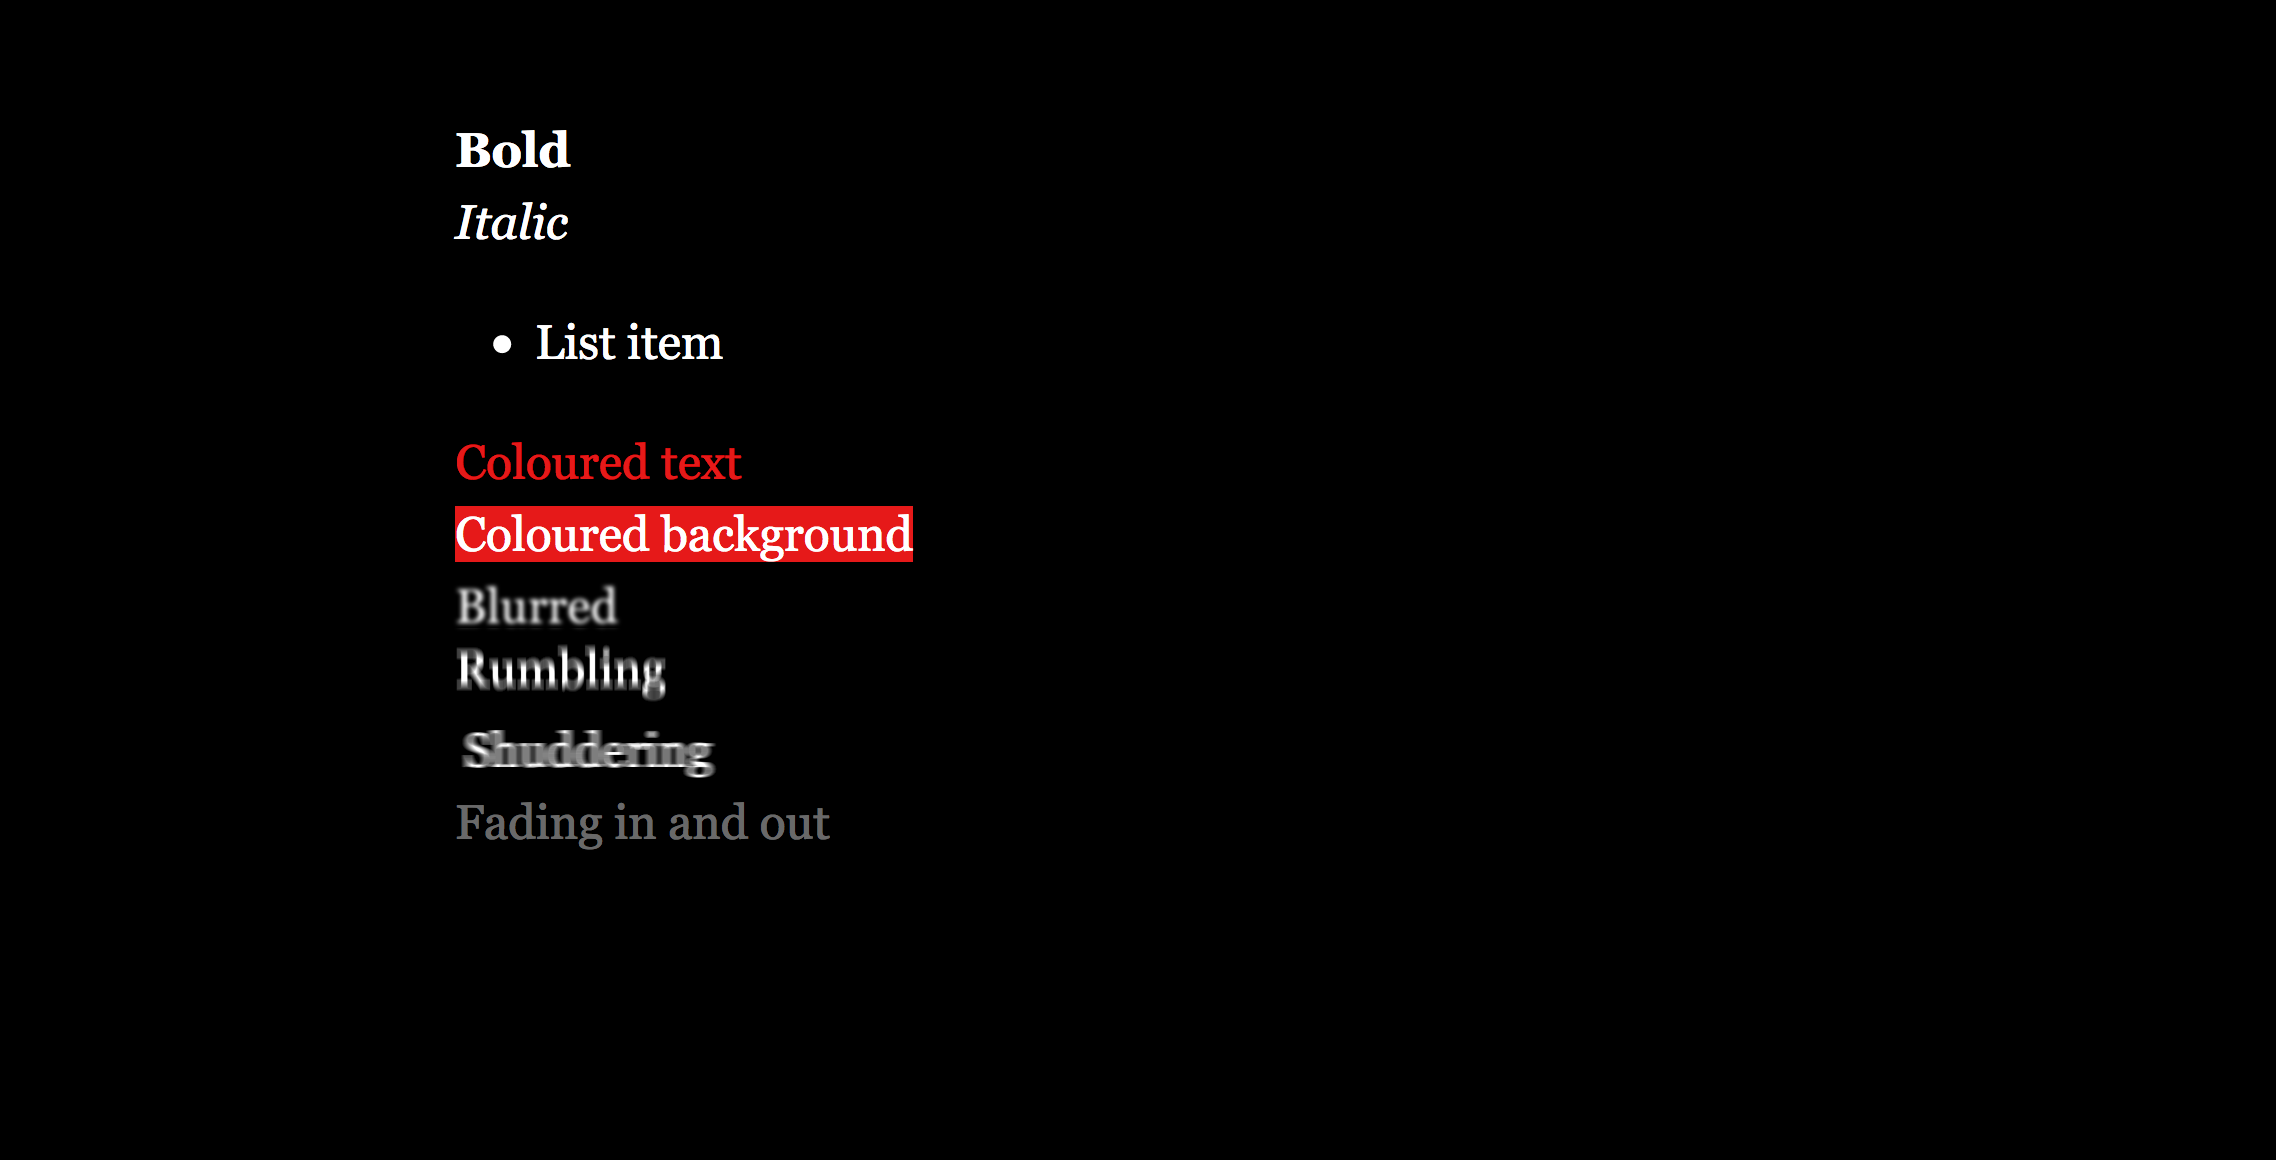 Bold
Italic
• List item
Coloured text
Coloured background
Blurred
Rumbling
Shuddering
Fading in and out